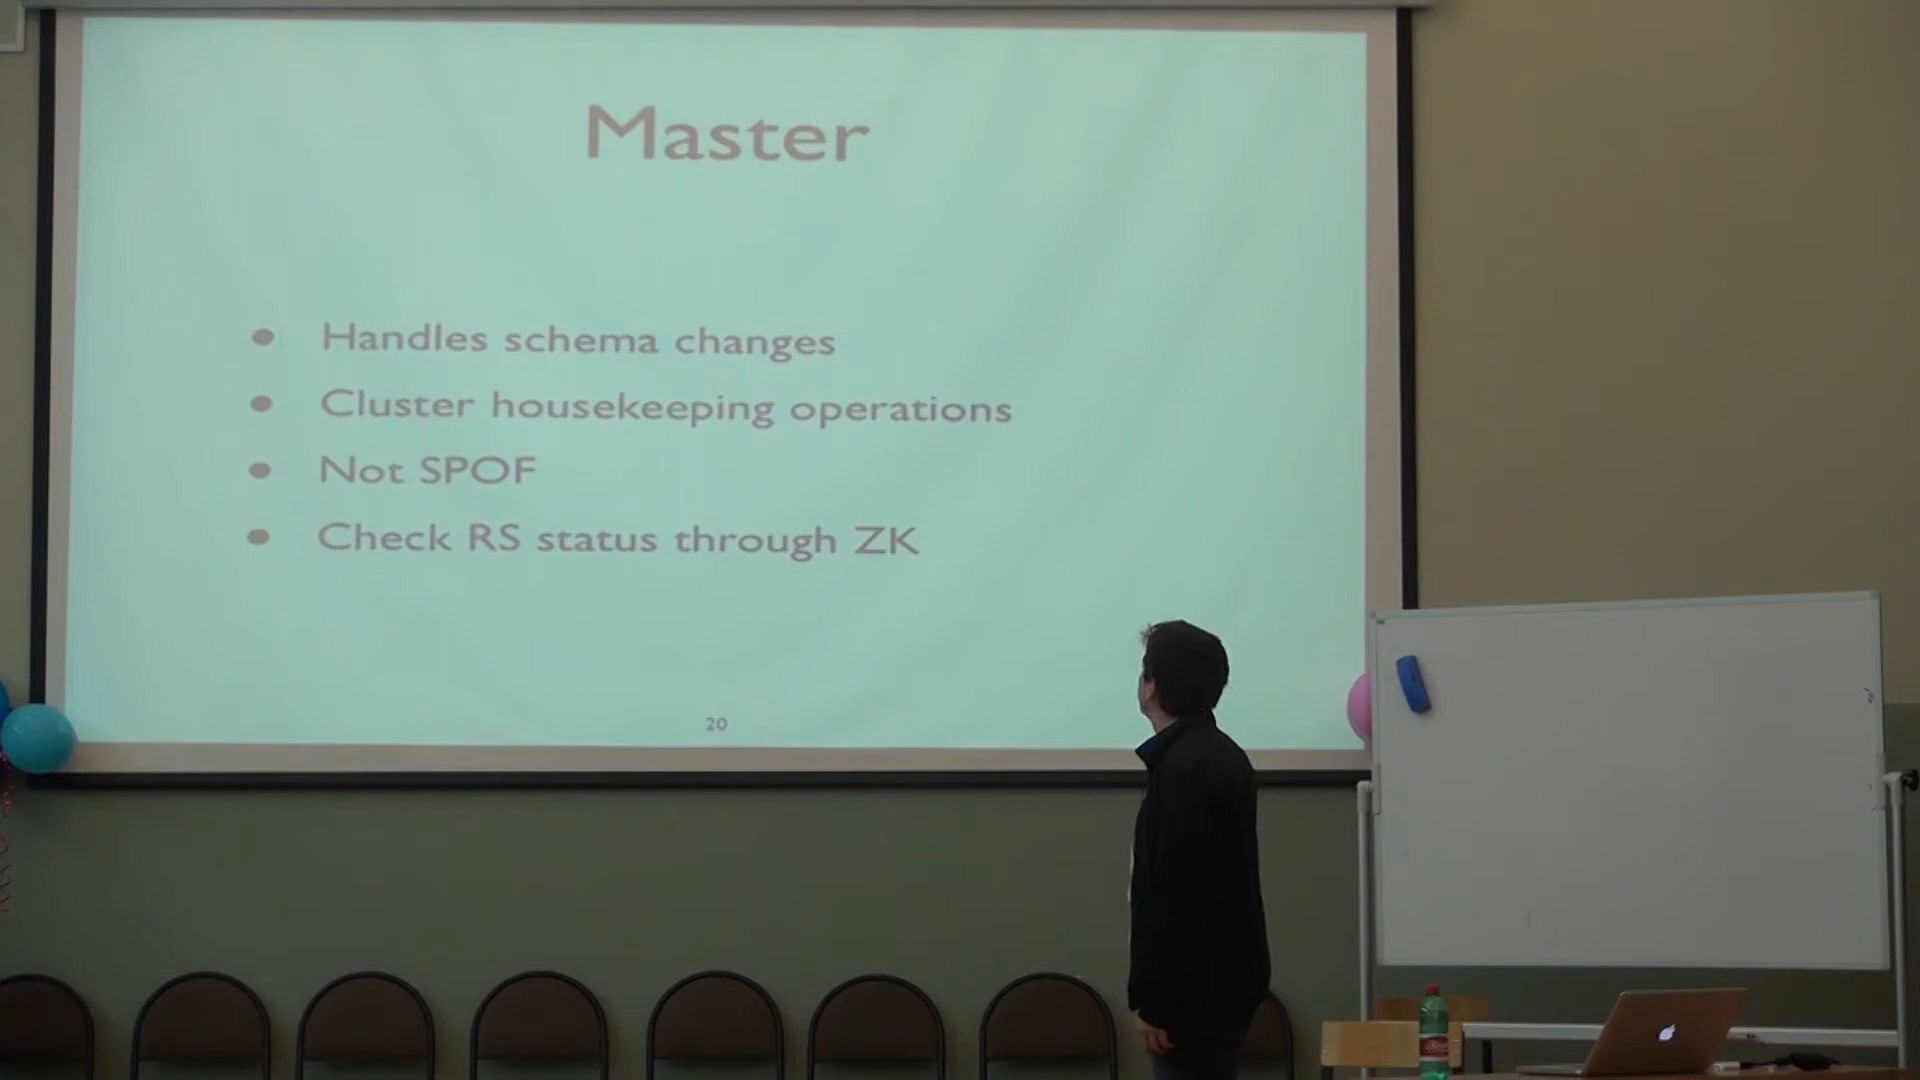 Master
• Handles schema changes
• Cluster housekeeping operations
• Not SPOF
• Check RS status through ZK
20